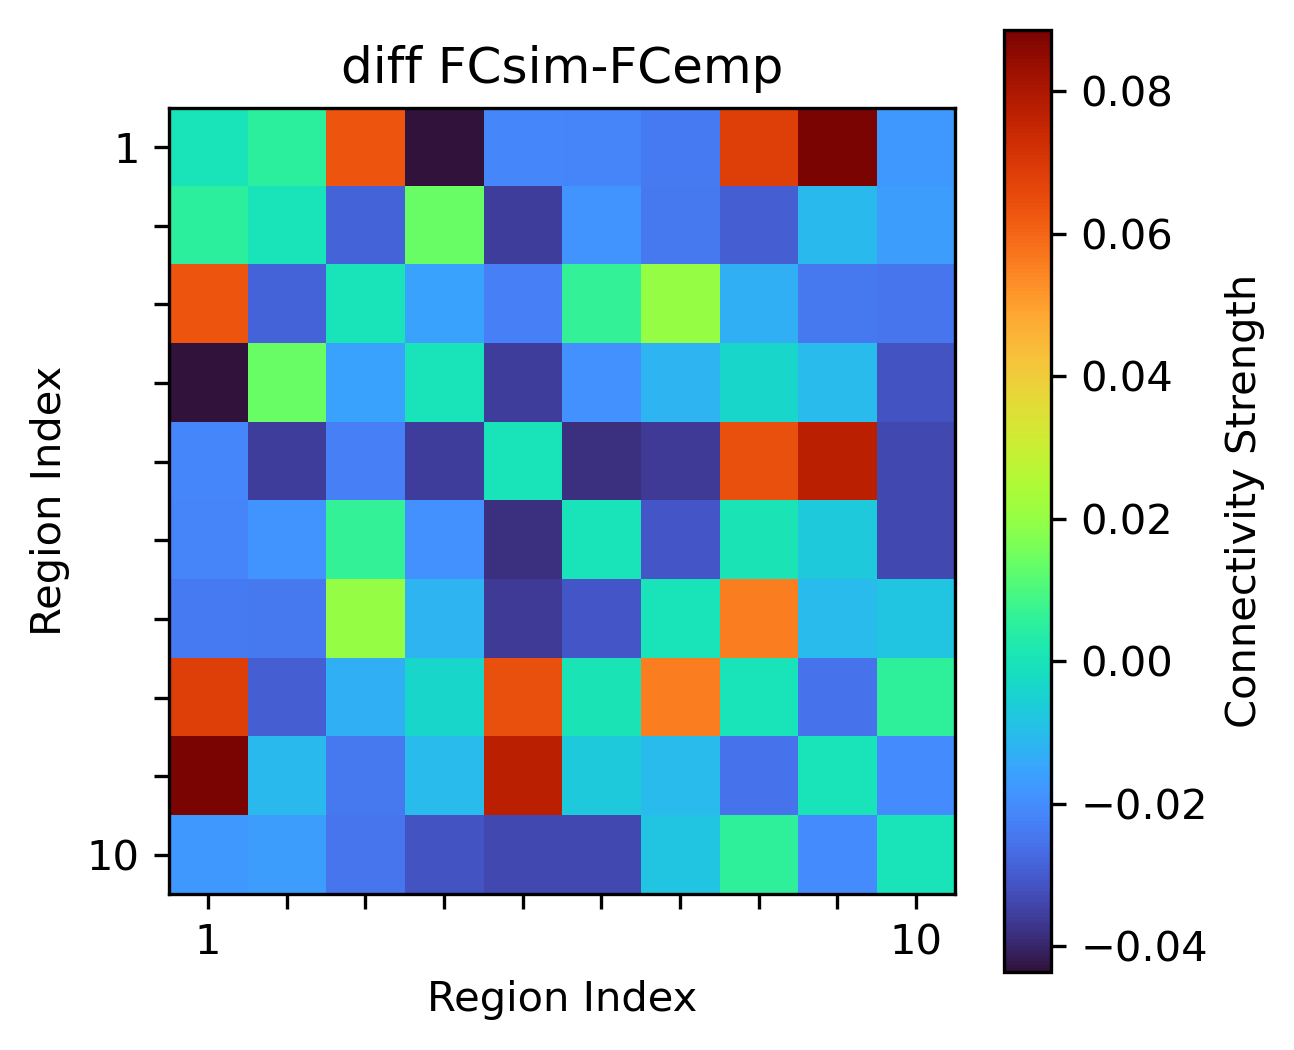 diff FCsim-FCemp
1
10
Region Index
1
10
Region Index
0.08
0.06
0.04
0.02
0.00
−0.02
−0.04
Connectivity Strength